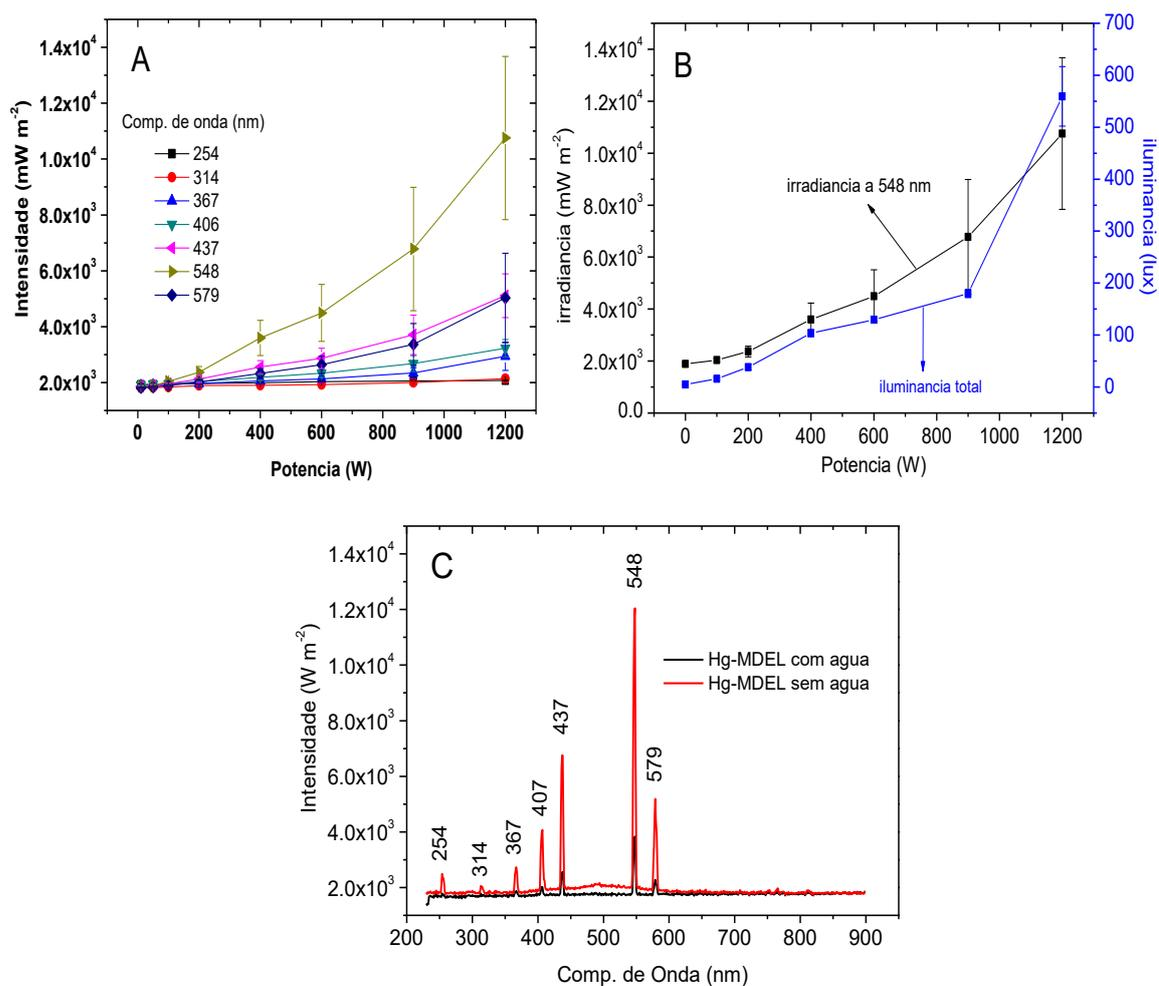 A
Intensidade (mW m-2)
1.4x10⁴
1.2x10⁴
1.0x10⁴
8.0x10³
6.0x10³
4.0x10³
2.0x10³
Comp. de onda (nm)
254
314
367
406
437
548
579
0 200 400 600 800 1000 1200
Potencia (W)
B
irradiancia (mW m-2)
1.4x10⁴
1.2x10⁴
1.0x10⁴
8.0x10³
6.0x10³
4.0x10³
2.0x10³
0.0
irradiancia a 548 nm
iluminancia total
700
600
500
400
300
200
100
0
iluminancia (lux)
0 200 400 600 800 1000 1200
Potencia (W)
C
Intensidade (W m-2)
1.4x10⁴
1.2x10⁴
1.0x10⁴
8.0x10³
6.0x10³
4.0x10³
2.0x10³
254
314
367
407
437
548
579
Hg-MDEL com agua
Hg-MDEL sem agua
200 300 400 500 600 700 800 900
Comp. de Onda (nm)